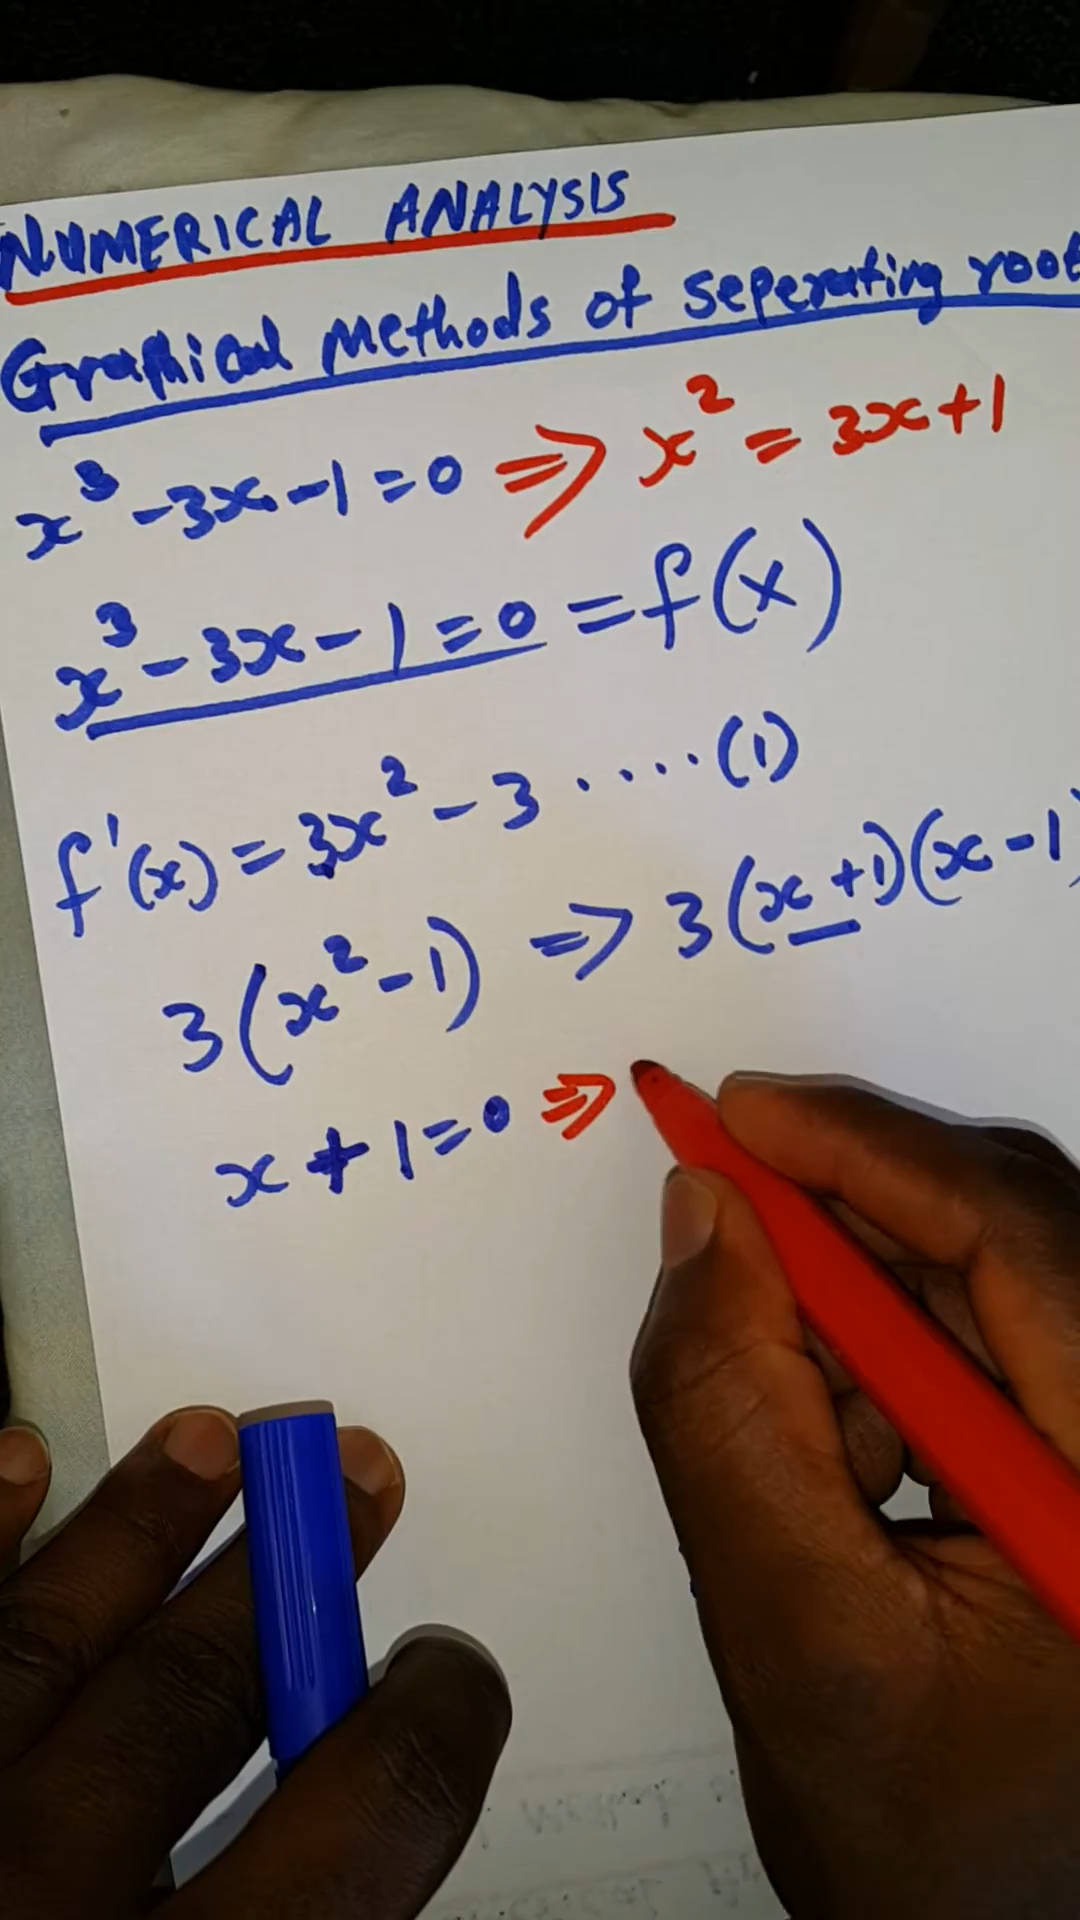 NUMERICAL ANALYSIS
Graphical methods of seperating root
x³ - 3x - 1 = 0 ⇒ x² = 3x + 1
x³ - 3x - 1 = 0 = f(x)
f'(x) = 3x² - 3 ....(1)
3(x² - 1) ⇒ 3(x + 1)(x - 1)
x + 1 = 0 ⇒